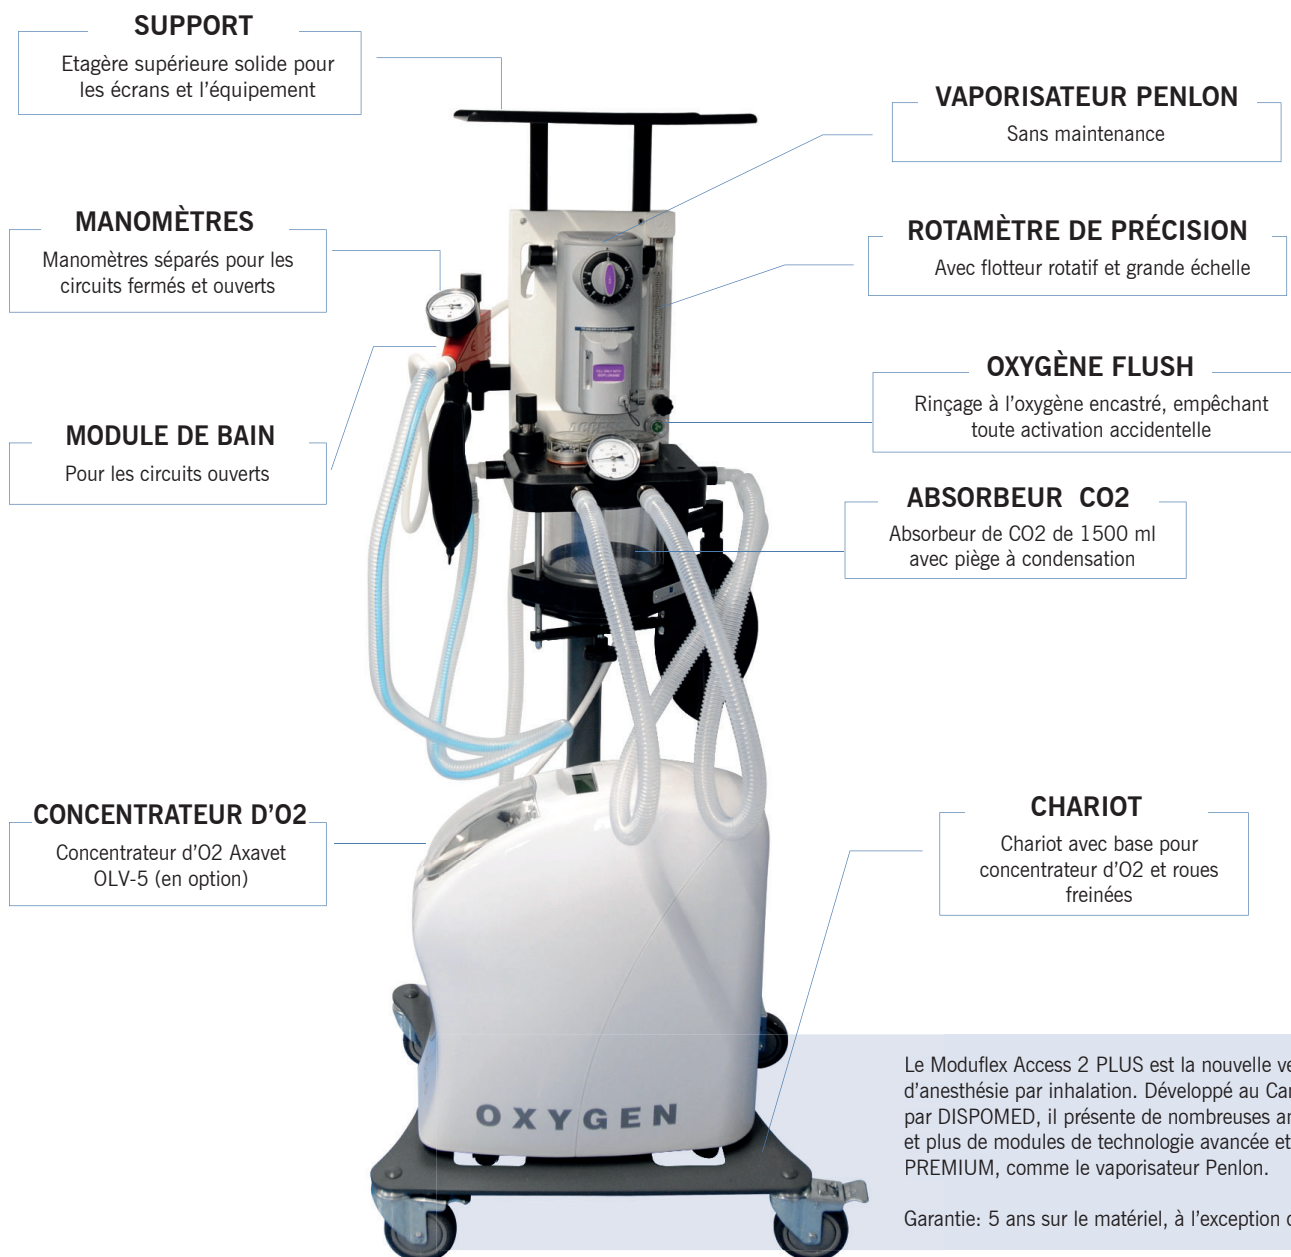 SUPPORT
Etagère supérieure solide pour
les écrans et l'équipement
VAPORISATEUR PENLON
Sans maintenance
MANOMÈTRES
Manomètres séparés pour les
circuits fermés et ouverts
ROTAMÈTRE DE PRÉCISION
Avec flotteur rotatif et grande échelle
OXYGÈNE FLUSH
Rinçage à l'oxygène encastré, empêchant
toute activation accidentelle
MODULE DE BAIN
Pour les circuits ouverts
ABSORBEUR CO2
Absorbeur de CO2 de 1500 ml
avec piège à condensation
CONCENTRATEUR D'O2
Concentrateur d'O2 Axavet
OLV-5 (en option)
CHARIOT
Chariot avec base pour
concentrateur d'O2 et roues
freinées
OXYGEN
Le Moduflex Access 2 PLUS est la nouvelle
d'anesthésie par inhalation. Développé au
par DISPOMED, il présente de nombreuses
et plus de modules de technologie avancée et
PREMIUM, comme le vaporisateur Penlon.
Garantie: 5 ans sur le matériel, à l'exception